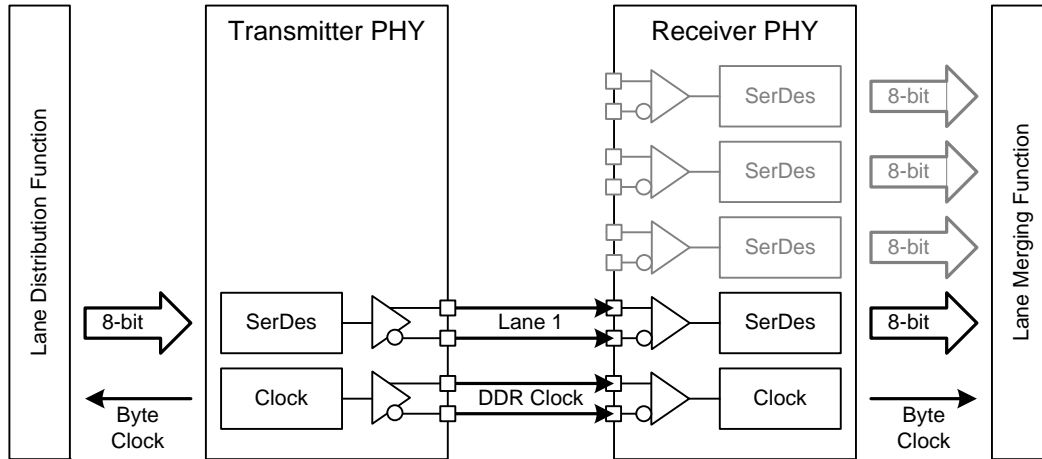 Lane Distribution Function
Transmitter PHY
Receiver PHY
Lane Merging Function
SerDes
8-bit
SerDes
8-bit
SerDes
8-bit
8-bit
SerDes
Lane 1
SerDes
8-bit
Byte
Clock
Clock
DDR Clock
Clock
Byte
Clock